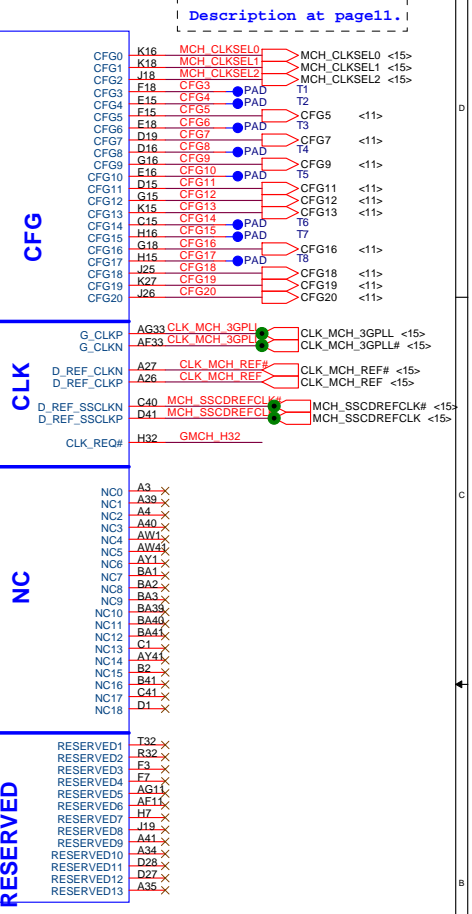 Description at page11.
CFG
CFG0 K16 MCH_CLKSEL0 MCH_CLKSEL0 <15>
CFG1 K18 MCH_CLKSEL1 MCH_CLKSEL1 <15>
CFG2 J18 MCH_CLKSEL2 MCH_CLKSEL2 <15>
CFG3 F18 CFG3 PAD T1
CFG4 E15 CFG4 PAD T2
CFG5 F15 CFG5 CFG5 <11>
CFG6 E18 CFG6 PAD T3
CFG7 D19 CFG7 CFG7 <11>
CFG8 D16 CFG8 PAD T4
CFG9 G16 CFG9 CFG9 <11>
CFG10 E16 CFG10 PAD T5
CFG11 D15 CFG11 CFG11 <11>
CFG12 G15 CFG12 CFG12 <11>
CFG13 K15 CFG13 CFG13 <11>
CFG14 C15 CFG14 PAD T6
CFG15 H16 CFG15 PAD T7
CFG16 G18 CFG16 CFG16 <11>
CFG17 H15 CFG17 PAD T8
CFG18 J25 CFG18 CFG18 <11>
CFG19 K27 CFG19 CFG19 <11>
CFG20 J26 CFG20 CFG20 <11>
CLK
G_CLKP AG33 CLK_MCH_3GPLL CLK_MCH_3GPLL <15>
G_CLKN AF33 CLK_MCH_3GPLL# CLK_MCH_3GPLL# <15>
D_REF_CLKN A27 CLK_MCH_REF# CLK_MCH_REF# <15>
D_REF_CLKP A26 CLK_MCH_REF CLK_MCH_REF <15>
D_REF_SSCLKN C40 MCH_SSCDREFCLK# MCH_SSCDREFCLK# <15>
D_REF_SSCLKP D41 MCH_SSCDREFCLK MCH_SSCDREFCLK <15>
CLK_REQ# H32 GMCH_H32
NC
NC0 A3
NC1 A39
NC2 A4
NC3 A40
NC4 AW1
NC5 AW41
NC6 AY1
NC7 BA1
NC8 BA2
NC9 BA3
NC10 BA39
NC11 BA40
NC12 BA41
NC13 C1
NC14 AY41
NC15 B2
NC16 B41
NC17 C41
NC18 D1
RESERVED
RESERVED1 T32
RESERVED2 R32
RESERVED3 F3
RESERVED4 F7
RESERVED5 AG11
RESERVED6 AF11
RESERVED7 H7
RESERVED8 J19
RESERVED9 A41
RESERVED10 A34
RESERVED11 D28
RESERVED12 D27
RESERVED13 A35
D
C
B